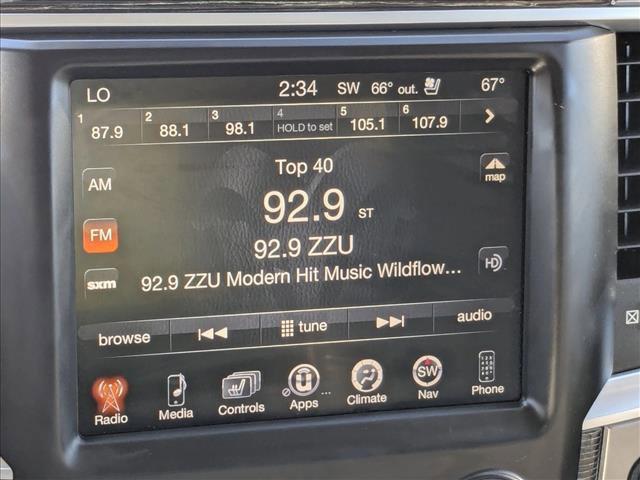 LO 2:34 SW 66° out. 67°
1 87.9 2 88.1 3 98.1 4 HOLD to set 5 105.1 6 107.9
Top 40
AM
map
92.9 ST
FM
92.9 ZZU
HD
sxm
92.9 ZZU Modern Hit Music Wildflow...
browse tune audio
Radio Media Controls U Apps ... Climate SW Nav Phone